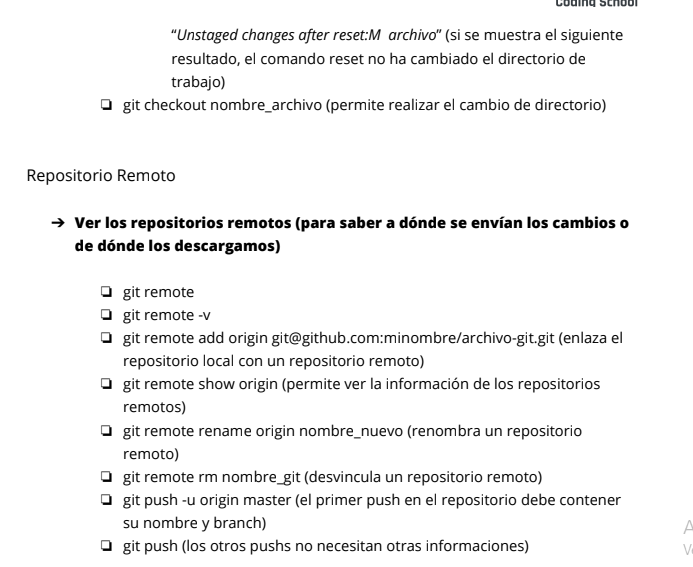 Coding School
“Unstaged changes after reset:M archivo” (si se muestra el siguiente
resultado, el comando reset no ha cambiado el directorio de
trabajo)
❏ git checkout nombre_archivo (permite realizar el cambio de directorio)
Repositorio Remoto
➔ Ver los repositorios remotos (para saber a dónde se envían los cambios o
de dónde los descargamos)
❏ git remote
❏ git remote -v
❏ git remote add origin git@github.com:minombre/archivo-git.git (enlaza el
repositorio local con un repositorio remoto)
❏ git remote show origin (permite ver la información de los repositorios
remotos)
❏ git remote rename origin nombre_nuevo (renombra un repositorio
remoto)
❏ git remote rm nombre_git (desvincula un repositorio remoto)
❏ git push -u origin master (el primer push en el repositorio debe contener
su nombre y branch)
❏ git push (los otros pushs no necesitan otras informaciones)